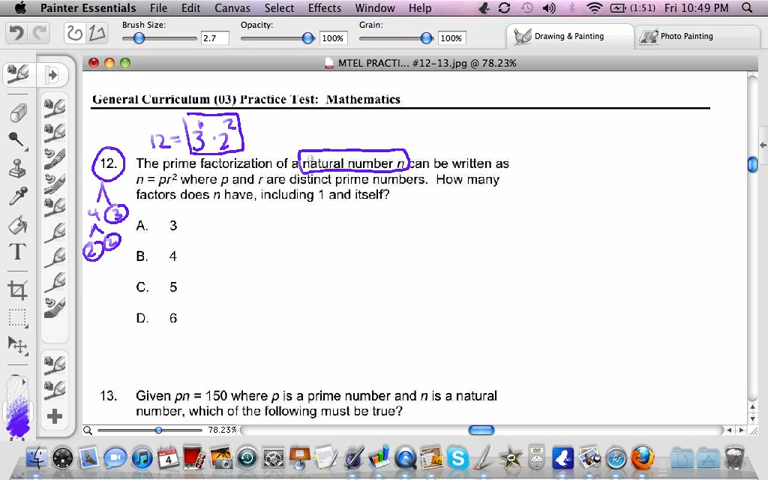 Painter Essentials File Edit Canvas Select Effects Window Help (1:51) Fri 10:49 PM
Brush Size: Opacity: Grain:
2.7 100% 100% Drawing & Painting Photo Painting
MTEL PRACTI... #12-13.jpg @ 78.23%
General Curriculum (03) Practice Test: Mathematics
12 = 3¹ · 2²
12. The prime factorization of a natural number n can be written as
n = pr² where p and r are distinct prime numbers. How many
factors does n have, including 1 and itself?
4 3
2 2
A. 3
B. 4
C. 5
D. 6
13. Given pn = 150 where p is a prime number and n is a natural
number, which of the following must be true?
78.23%